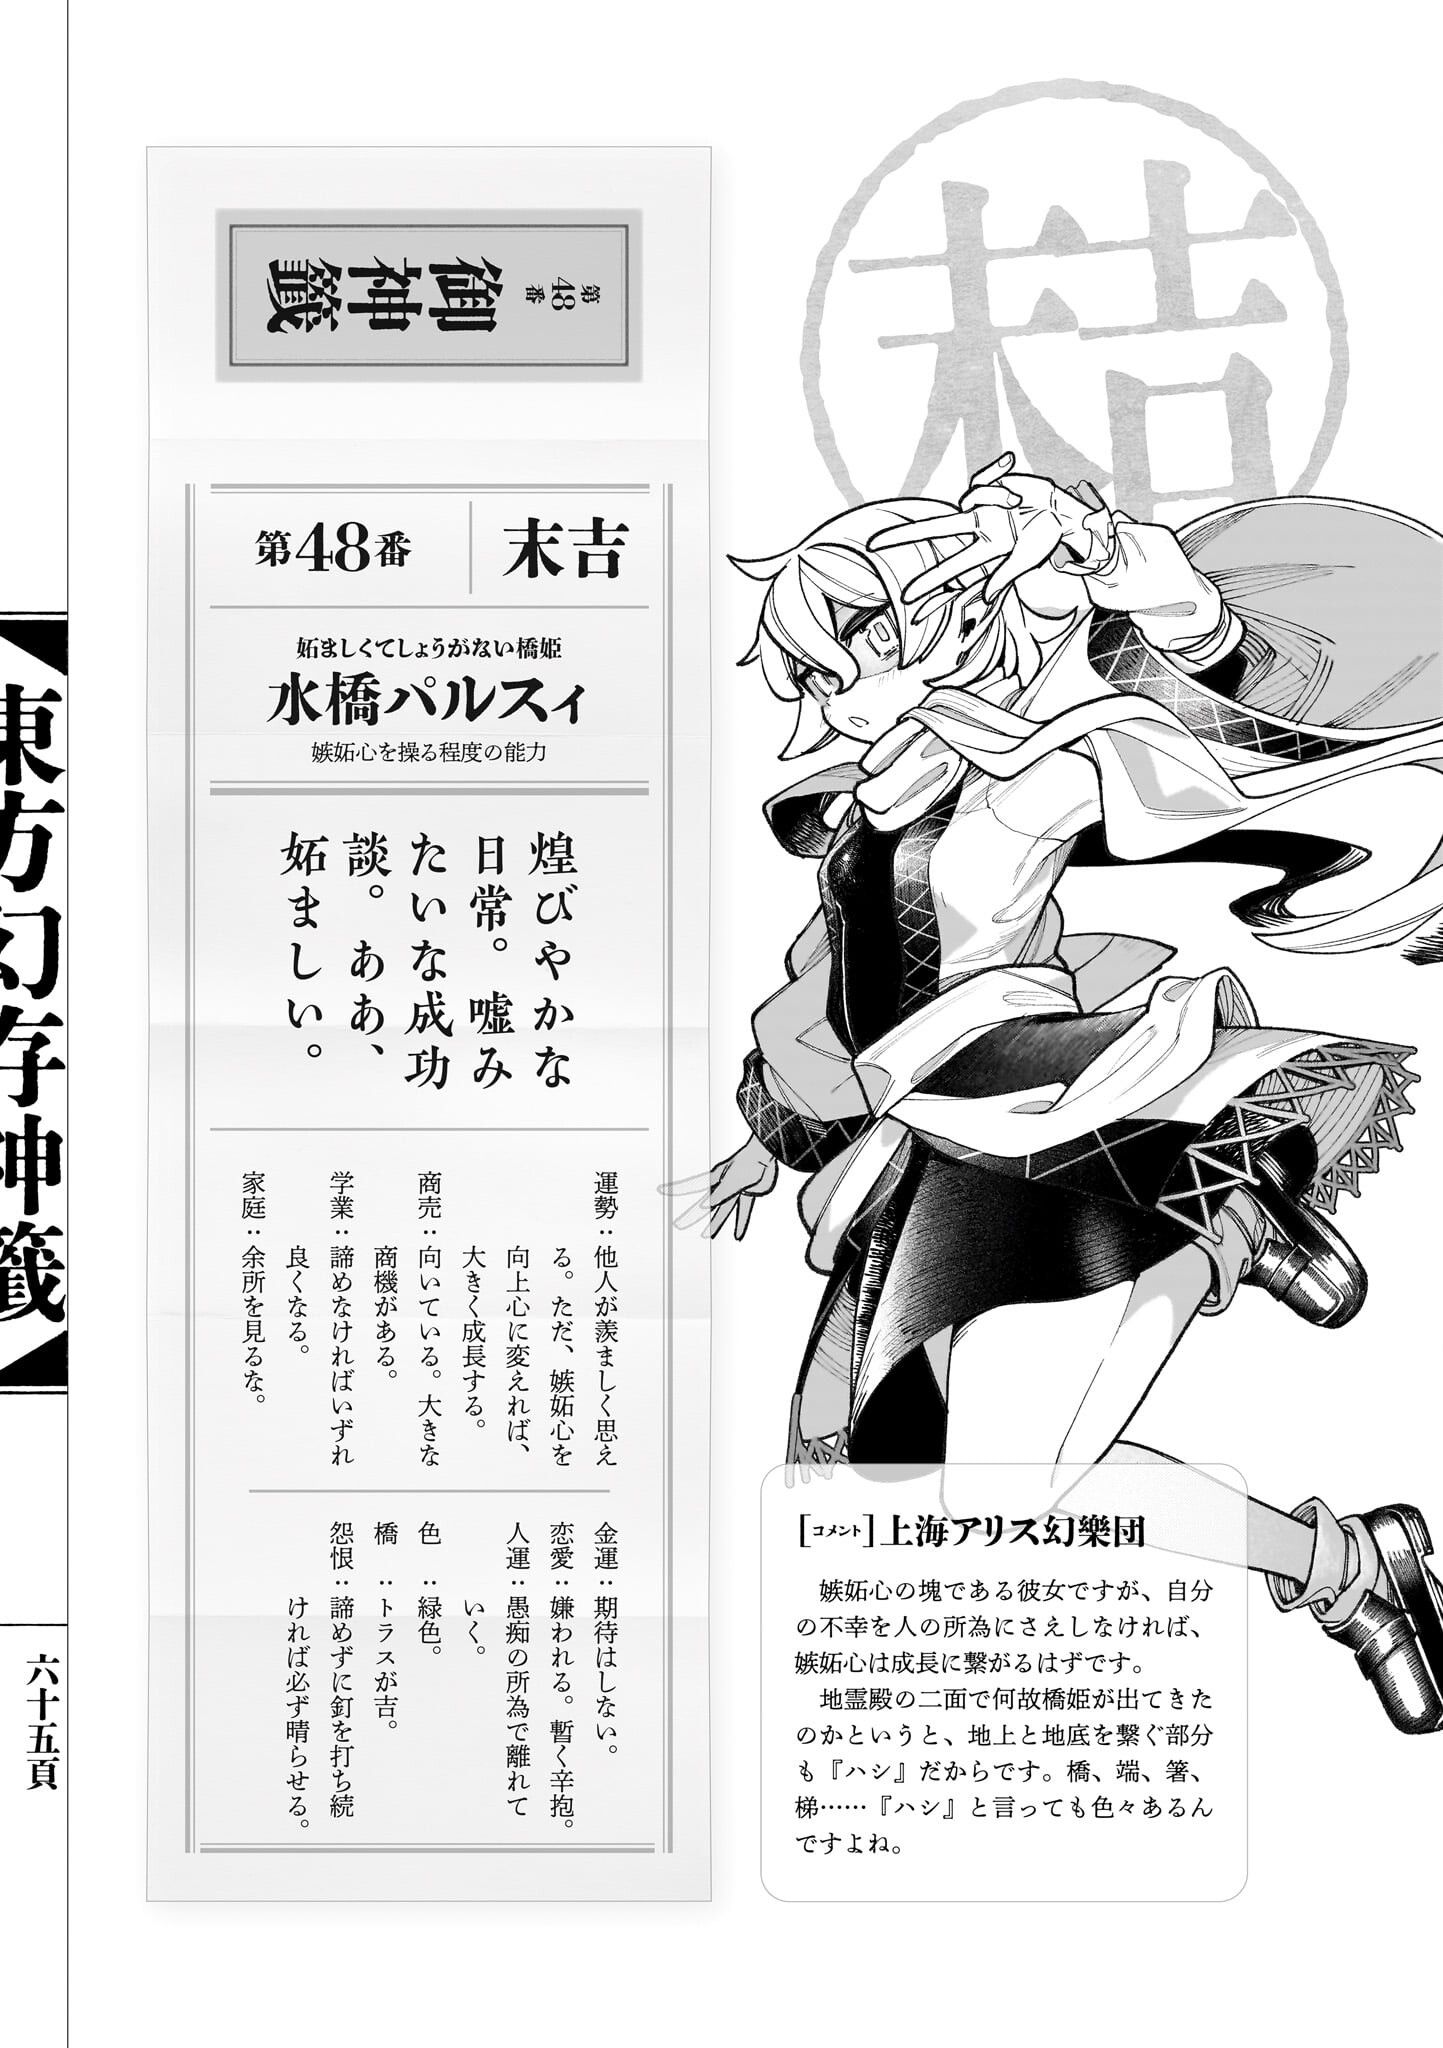 末吉
第48番
御神籤
第48番
末吉
妬ましくてしょうがない橋姫
水橋パルスィ
嫉妬心を操る程度の能力
煌びやかな
日常。嘘み
たいな成功
談。ああ、
妬ましい。
運勢：他人が羨ましく思え
る。ただ、嫉妬心を
向上心に変えれば、
大きく成長する。
商売：向いている。大きな
商機がある。
学業：諦めなければいずれ
良くなる。
家庭：余所を見るな。
金運：期待はしない。
恋愛：嫌われる。暫く辛抱。
人運：愚痴の所為で離れて
いく。
色　：緑色。
橋　：トラスが吉。
怨恨：諦めずに釘を打ち続
ければ必ず晴らせる。
［コメント］上海アリス幻樂団
嫉妬心の塊である彼女ですが、自分
の不幸を人の所為にさえしなければ、
嫉妬心は成長に繋がるはずです。
地霊殿の二面で何故橋姫が出てきた
のかというと、地上と地底を繋ぐ部分
も『ハシ』だからです。橋、端、箸、
梯……『ハシ』と言っても色々あるん
ですよね。
【東方幻存神籤】
六十五頁